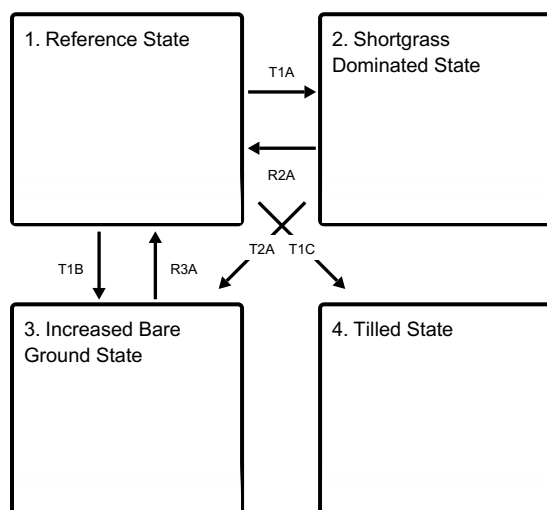 1. Reference State
2. Shortgrass
Dominated State
T1A
R2A
T2A
T1C
T1B
R3A
3. Increased Bare
Ground State
4. Tilled State